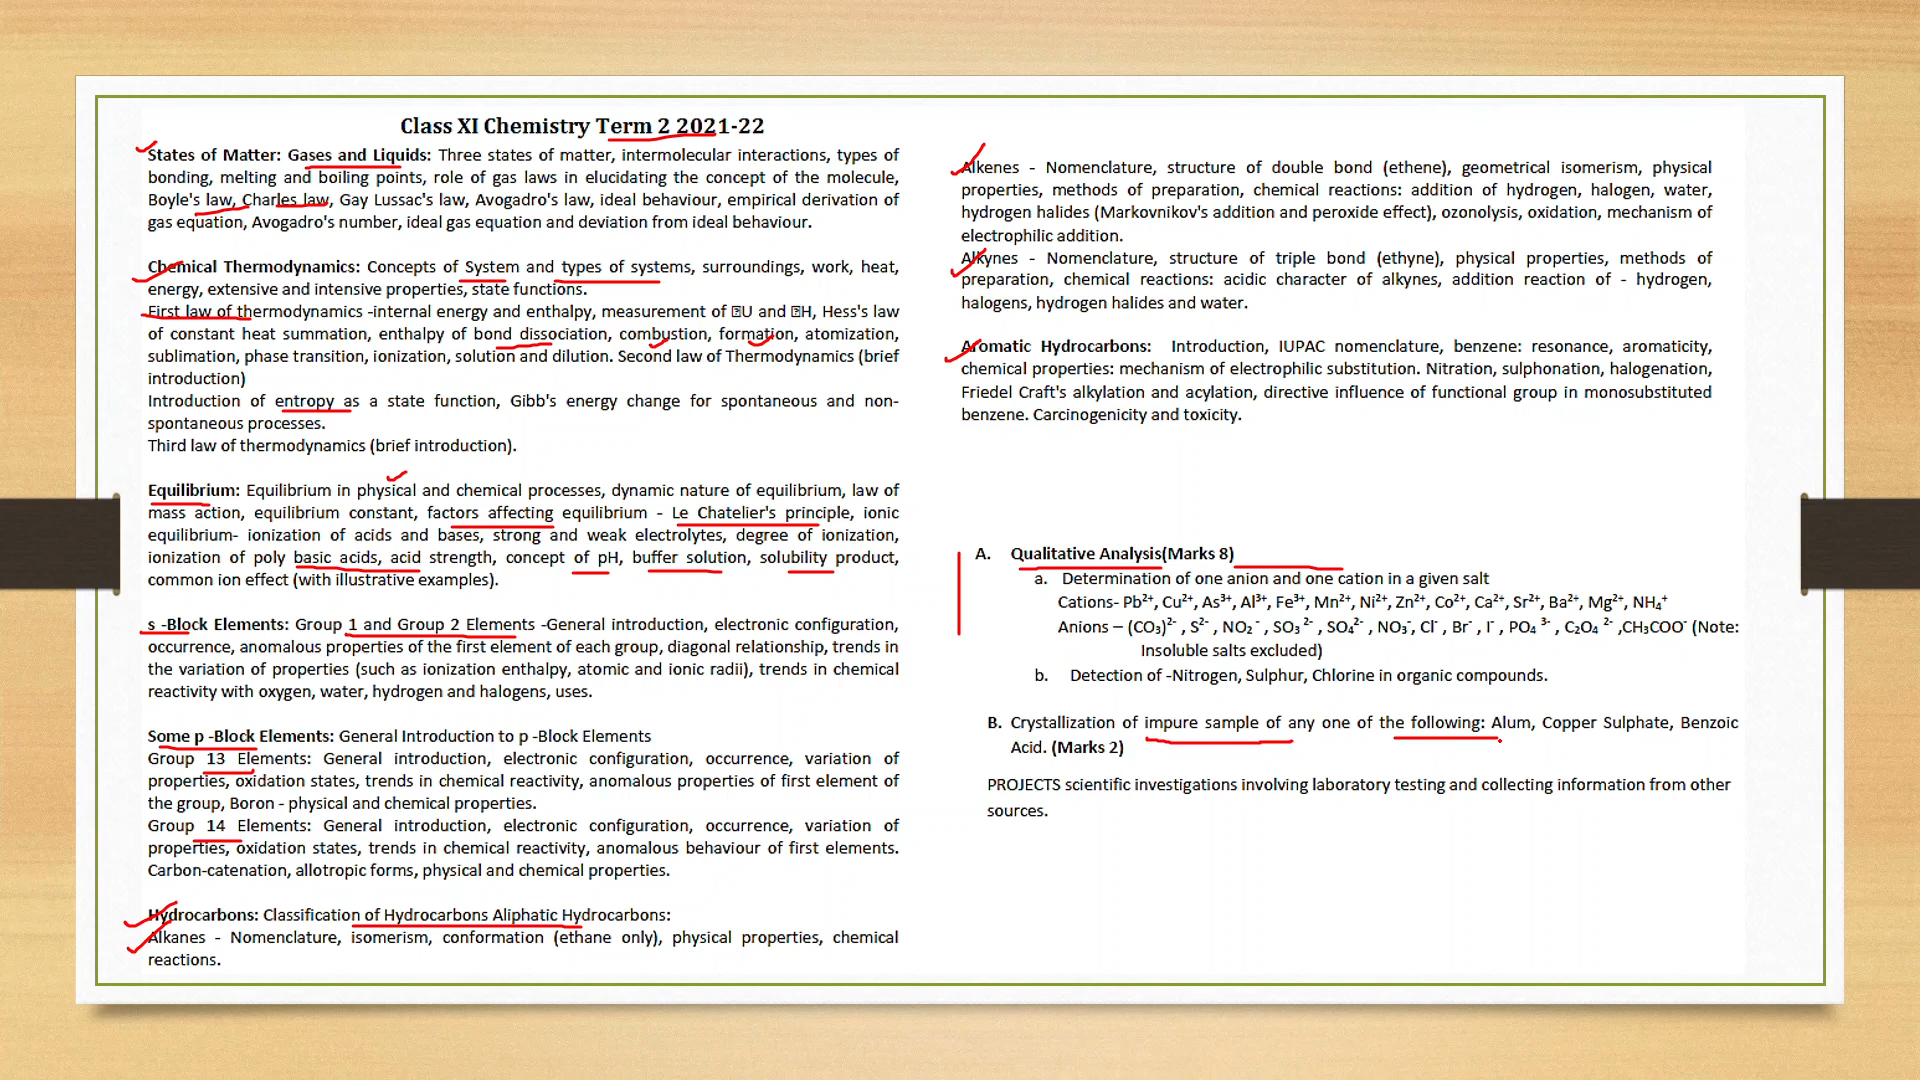 Class XI Chemistry Term 2 2021-22
States of Matter: Gases and Liquids: Three states of matter, intermolecular interactions, types of
bonding, melting and boiling points, role of gas laws in elucidating the concept of the molecule,
Boyle's law, Charles law, Gay Lussac's law, Avogadro's law, ideal behaviour, empirical derivation of
gas equation, Avogadro's number, ideal gas equation and deviation from ideal behaviour.
Chemical Thermodynamics: Concepts of System and types of systems, surroundings, work, heat,
energy, extensive and intensive properties, state functions.
First law of thermodynamics -internal energy and enthalpy, measurement of U and H, Hess's law
of constant heat summation, enthalpy of bond dissociation, combustion, formation, atomization,
sublimation, phase transition, ionization, solution and dilution. Second law of Thermodynamics (brief
introduction)
Introduction of entropy as a state function, Gibb's energy change for spontaneous and non-
spontaneous processes.
Third law of thermodynamics (brief introduction).
Equilibrium: Equilibrium in physical and chemical processes, dynamic nature of equilibrium, law of
mass action, equilibrium constant, factors affecting equilibrium - Le Chatelier's principle, ionic
equilibrium- ionization of acids and bases, strong and weak electrolytes, degree of ionization,
ionization of poly basic acids, acid strength, concept of pH, buffer solution, solubility product,
common ion effect (with illustrative examples).
s -Block Elements: Group 1 and Group 2 Elements -General introduction, electronic configuration,
occurrence, anomalous properties of the first element of each group, diagonal relationship, trends in
the variation of properties (such as ionization enthalpy, atomic and ionic radii), trends in chemical
reactivity with oxygen, water, hydrogen and halogens, uses.
Some p -Block Elements: General Introduction to p -Block Elements
Group 13 Elements: General introduction, electronic configuration, occurrence, variation of
properties, oxidation states, trends in chemical reactivity, anomalous properties of first element of
the group, Boron - physical and chemical properties.
Group 14 Elements: General introduction, electronic configuration, occurrence, variation of
properties, oxidation states, trends in chemical reactivity, anomalous behaviour of first elements.
Carbon-catenation, allotropic forms, physical and chemical properties.
Hydrocarbons: Classification of Hydrocarbons Aliphatic Hydrocarbons:
Alkanes - Nomenclature, isomerism, conformation (ethane only), physical properties, chemical
reactions.
Alkenes - Nomenclature, structure of double bond (ethene), geometrical isomerism, physical
properties, methods of preparation, chemical reactions: addition of hydrogen, halogen, water,
hydrogen halides (Markovnikov's addition and peroxide effect), ozonolysis, oxidation, mechanism of
electrophilic addition.
Alkynes - Nomenclature, structure of triple bond (ethyne), physical properties, methods of
preparation, chemical reactions: acidic character of alkynes, addition reaction of - hydrogen,
halogens, hydrogen halides and water.
Aromatic Hydrocarbons: Introduction, IUPAC nomenclature, benzene: resonance, aromaticity,
chemical properties: mechanism of electrophilic substitution. Nitration, sulphonation, halogenation,
Friedel Craft's alkylation and acylation, directive influence of functional group in monosubstituted
benzene. Carcinogenicity and toxicity.
A. Qualitative Analysis(Marks 8)
a. Determination of one anion and one cation in a given salt
Cations- Pb²⁺, Cu²⁺, As³⁺, Al³⁺, Fe³⁺, Mn²⁺, Ni²⁺, Zn²⁺, Co²⁺, Ca²⁺, Sr²⁺, Ba²⁺, Mg²⁺, NH₄⁺
Anions – (CO₃)²⁻ , S²⁻ , NO₂⁻ , SO₃²⁻ , SO₄²⁻ , NO₃⁻, Cl⁻ , Br⁻ , I⁻ , PO₄³⁻ , C₂O₄²⁻ ,CH₃COO⁻ (Note:
Insoluble salts excluded)
b. Detection of -Nitrogen, Sulphur, Chlorine in organic compounds.
B. Crystallization of impure sample of any one of the following: Alum, Copper Sulphate, Benzoic
Acid. (Marks 2)
PROJECTS scientific investigations involving laboratory testing and collecting information from other
sources.